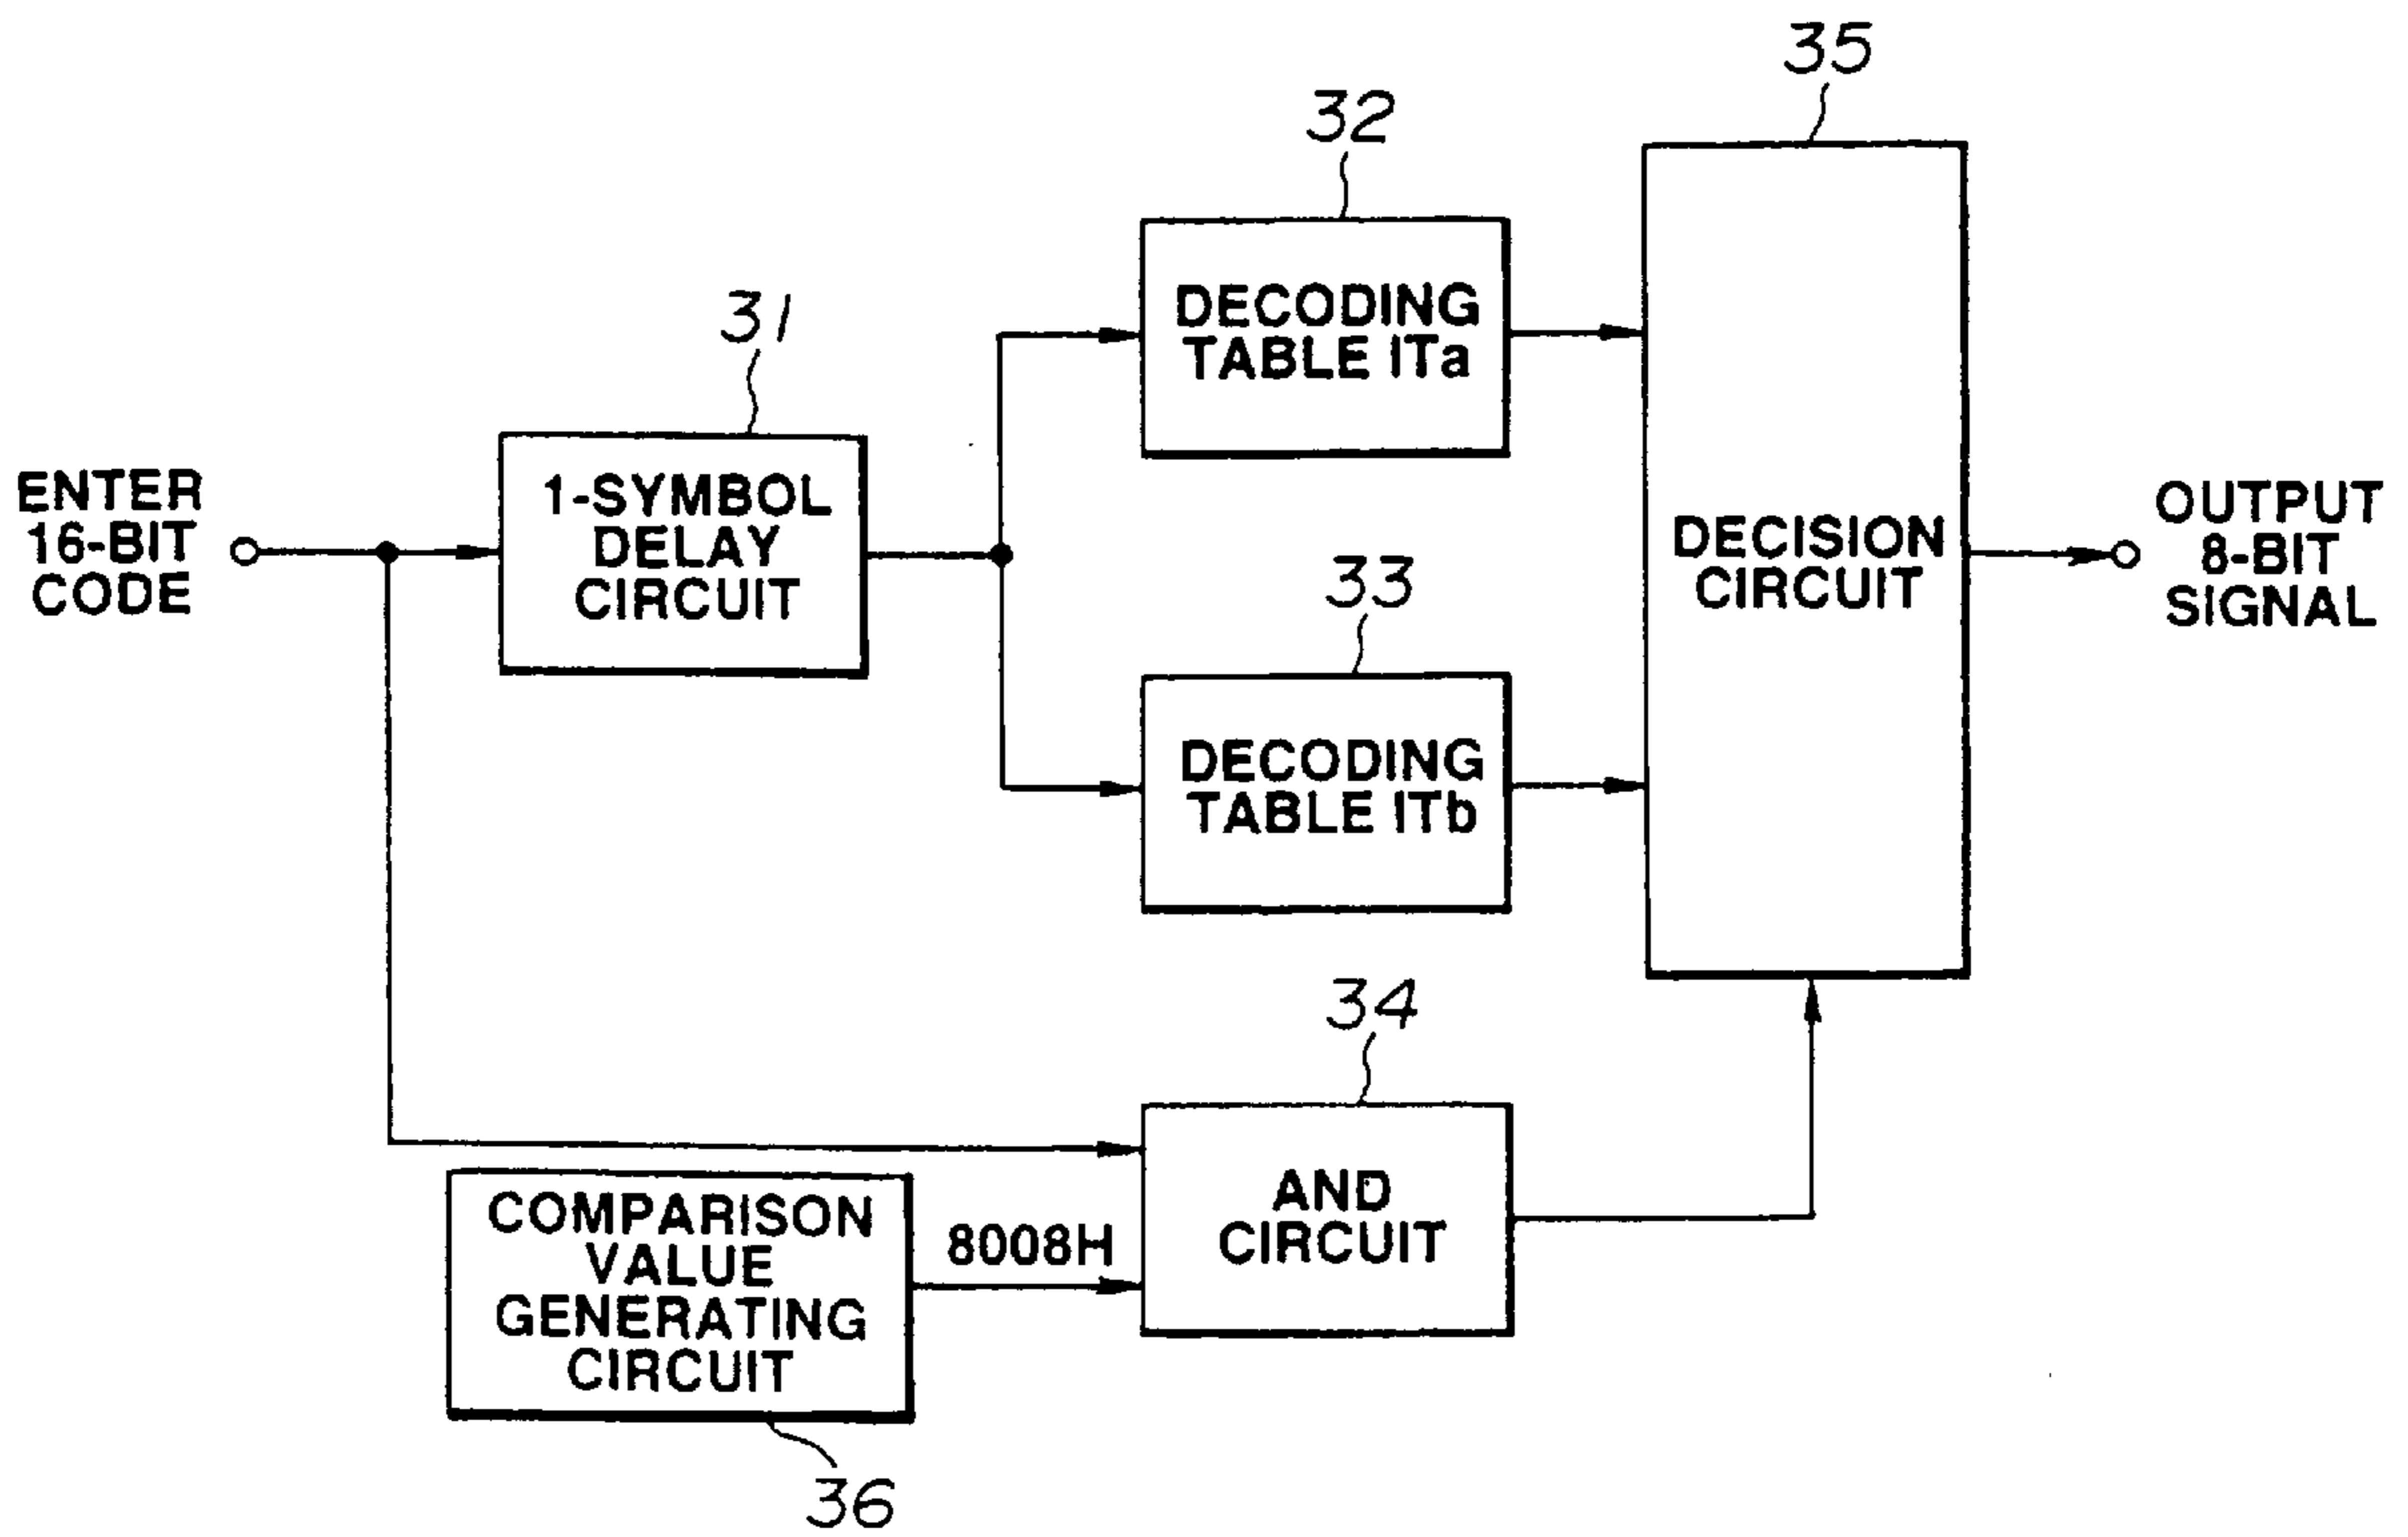 35
32
DECODING
TABLE ITa
31
ENTER
16-BIT
CODE
1-SYMBOL
DELAY
CIRCUIT
DECISION
CIRCUIT
OUTPUT
8-BIT
SIGNAL
33
DECODING
TABLE ITb
34
AND
CIRCUIT
COMPARISON
VALUE
GENERATING
CIRCUIT
8008H
36